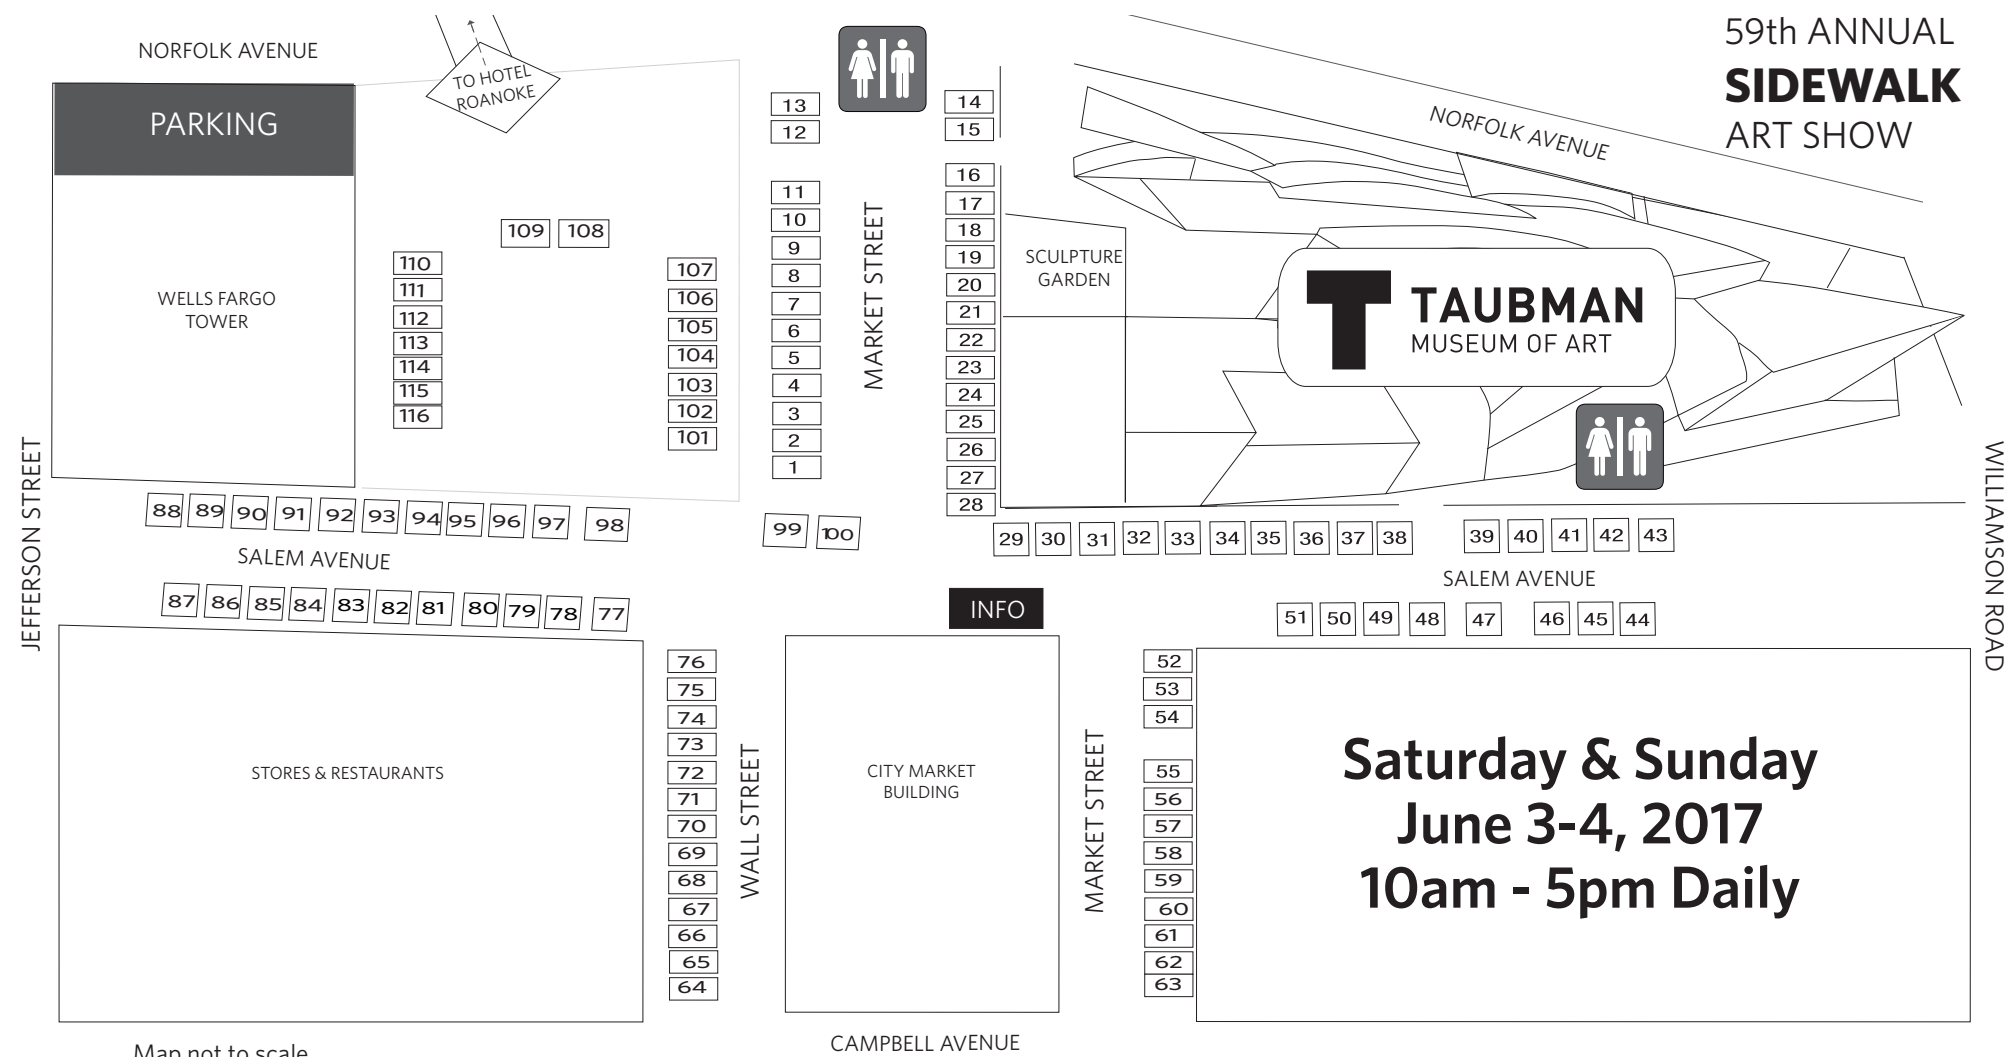 59th ANNUAL
SIDEWALK
ART SHOW
NORFOLK AVENUE
PARKING
TO HOTEL
ROANOKE
NORFOLK AVENUE
WELLS FARGO
TOWER
109 108
110
111
112
113
114
115
116
107
106
105
104
103
102
101
13
12
11
10
9
8
7
6
5
4
3
2
1
MARKET STREET
14
15
16
17
18
19
20
21
22
23
24
25
26
27
28
SCULPTURE
GARDEN
TAUBMAN
MUSEUM OF ART
JEFFERSON STREET
WILLIAMSON ROAD
88 89 90 91 92 93 94 95 96 97 98
99 100
29 30 31 32 33 34 35 36 37 38
39 40 41 42 43
SALEM AVENUE
SALEM AVENUE
87 86 85 84 83 82 81 80 79 78 77
INFO
51 50 49 48 47 46 45 44
76
75
74
73
72
71
70
69
68
67
66
65
64
52
53
54
55
56
57
58
59
60
61
62
63
STORES & RESTAURANTS
WALL STREET
CITY MARKET
BUILDING
MARKET STREET
Saturday & Sunday
June 3-4, 2017
10am - 5pm Daily
CAMPBELL AVENUE
Map not to scale